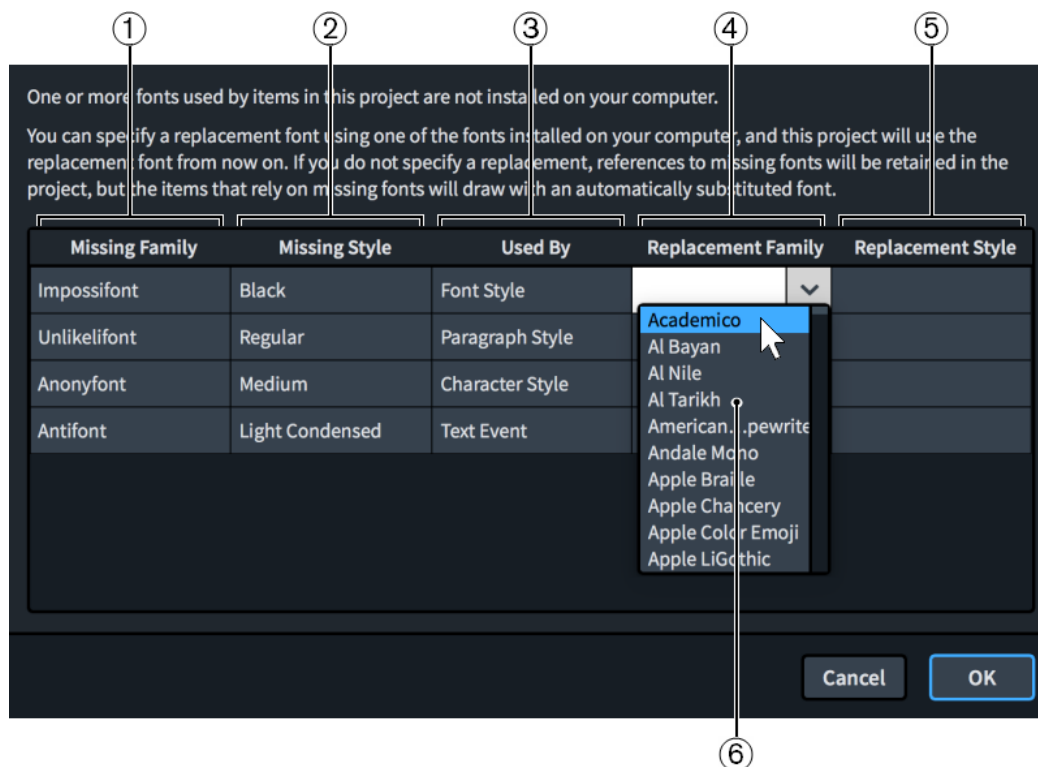 ① ② ③ ④ ⑤
One or more fonts used by items in this project are not installed on your computer.
You can specify a replacement font using one of the fonts installed on your computer, and this project will use the
replacement font from now on. If you do not specify a replacement, references to missing fonts will be retained in the
project, but the items that rely on missing fonts will draw with an automatically substituted font.
Missing Family Missing Style Used By Replacement Family Replacement Style
Impossifont Black Font Style
Unlikelifont Regular Paragraph Style
Anonyfont Medium Character Style
Antifont Light Condensed Text Event
Academico
Al Bayan
Al Nile
Al Tarikh
American...pewrite
Andale Mono
Apple Braille
Apple Chancery
Apple Color Emoji
Apple LiGothic
Cancel OK
⑥